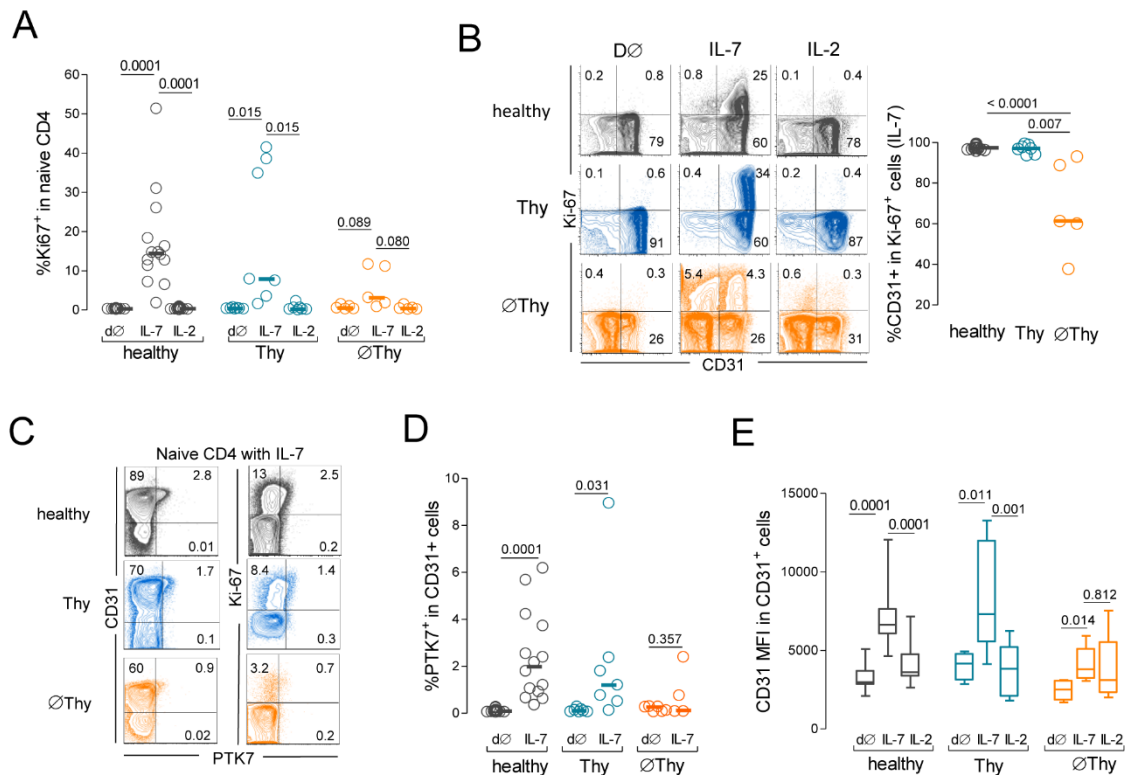 A
%Ki67+ in naive CD4
60
50
40
30
20
10
0
0.0001
0.0001
0.015
0.015
0.089
0.080
dØ IL-7 IL-2 dØ IL-7 IL-2 dØ IL-7 IL-2
healthy Thy ØThy
B
DØ IL-7 IL-2
healthy
0.2 0.8 0.8 25 0.1 0.4
79 60 78
Thy
0.1 0.6 0.4 34 0.2 0.4
91 60 87
ØThy
0.4 0.3 5.4 4.3 0.6 0.3
26 26 31
Ki-67
CD31
%CD31+ in Ki-67+ cells (IL-7)
< 0.0001
0.007
100
80
60
40
20
healthy Thy ØThy
C
Naive CD4 with IL-7
healthy
89 2.8 13 2.5
0.01 0.2
Thy
70 1.7 8.4 1.4
0.1 0.3
ØThy
60 0.9 3.2 0.7
0.02 0.2
CD31
Ki-67
PTK7
D
%PTK7+ in CD31+ cells
10
8
6
4
2
0
0.0001
0.031
0.357
dØ IL-7 dØ IL-7 dØ IL-7
healthy Thy ØThy
E
CD31 MFI in CD31+ cells
15000
10000
5000
0
0.0001
0.0001
0.011
0.001
0.014
0.812
dØ IL-7 IL-2 dØ IL-7 IL-2 dØ IL-7 IL-2
healthy Thy ØThy